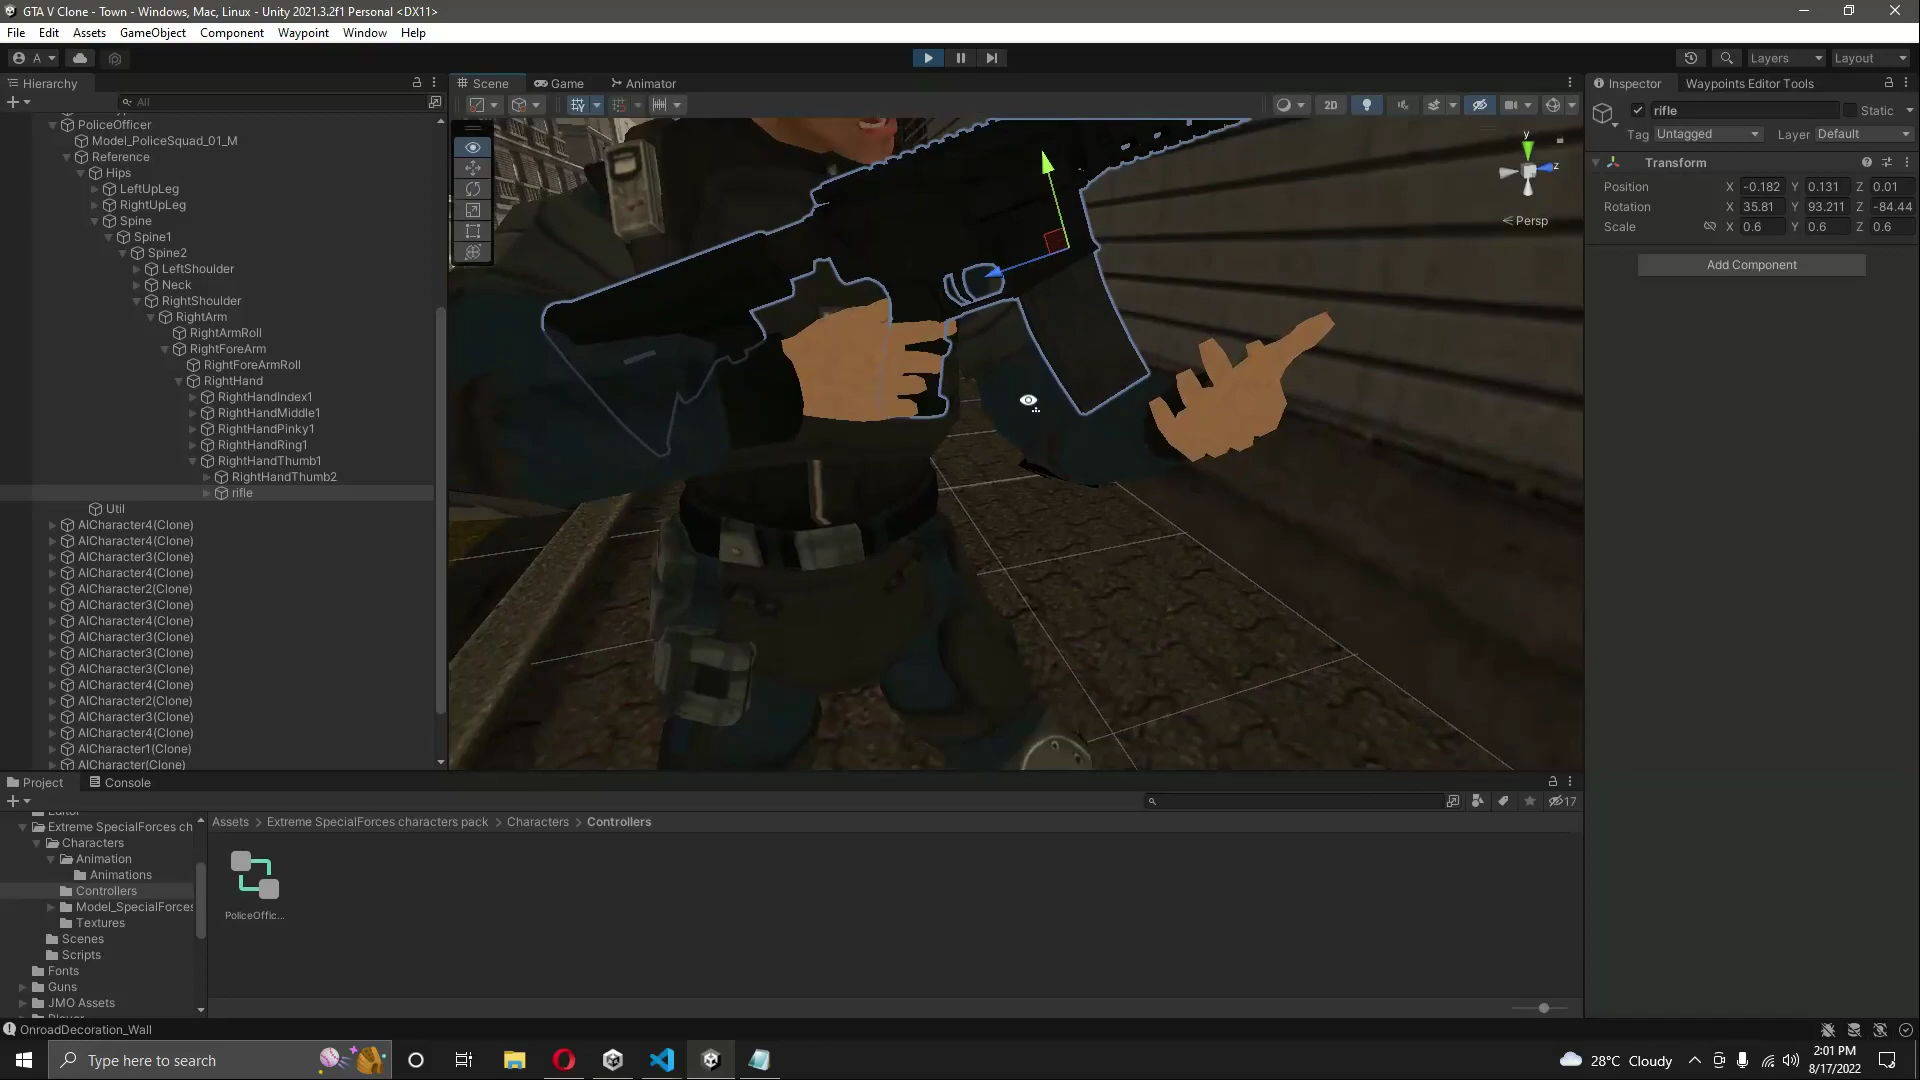 GTA V Clone - Town - Windows, Mac, Linux - Unity 2021.3.2f1 Personal <DX11>
File Edit Assets GameObject Component Waypoint Window Help
A Layers Layout
Hierarchy
All
PoliceOfficer
Model_PoliceSquad_01_M
Reference
Hips
LeftUpLeg
RightUpLeg
Spine
Spine1
Spine2
LeftShoulder
Neck
RightShoulder
RightArm
RightArmRoll
RightForeArm
RightForeArmRoll
RightHand
RightHandIndex1
RightHandMiddle1
RightHandPinky1
RightHandRing1
RightHandThumb1
RightHandThumb2
rifle
Util
AICharacter4(Clone)
AICharacter4(Clone)
AICharacter3(Clone)
AICharacter4(Clone)
AICharacter2(Clone)
AICharacter3(Clone)
AICharacter4(Clone)
AICharacter3(Clone)
AICharacter3(Clone)
AICharacter3(Clone)
AICharacter4(Clone)
AICharacter2(Clone)
AICharacter3(Clone)
AICharacter4(Clone)
AICharacter1(Clone)
AICharacter(Clone)
Scene Game Animator
2D
y
z
< Persp
Inspector Waypoints Editor Tools
rifle Static
Tag Untagged Layer Default
Transform
Position X -0.182 Y 0.131 Z 0.01
Rotation X 35.81 Y 93.211 Z -84.44
Scale X 0.6 Y 0.6 Z 0.6
Add Component
Project Console
17
Extreme SpecialForces ch
Characters
Animation
Animations
Controllers
Model_SpecialForces
Textures
Scenes
Scripts
Fonts
Guns
JMO Assets
Assets > Extreme SpecialForces characters pack > Characters > Controllers
PoliceOffic...
OnroadDecoration_Wall
Type here to search
28°C Cloudy
2:01 PM
8/17/2022